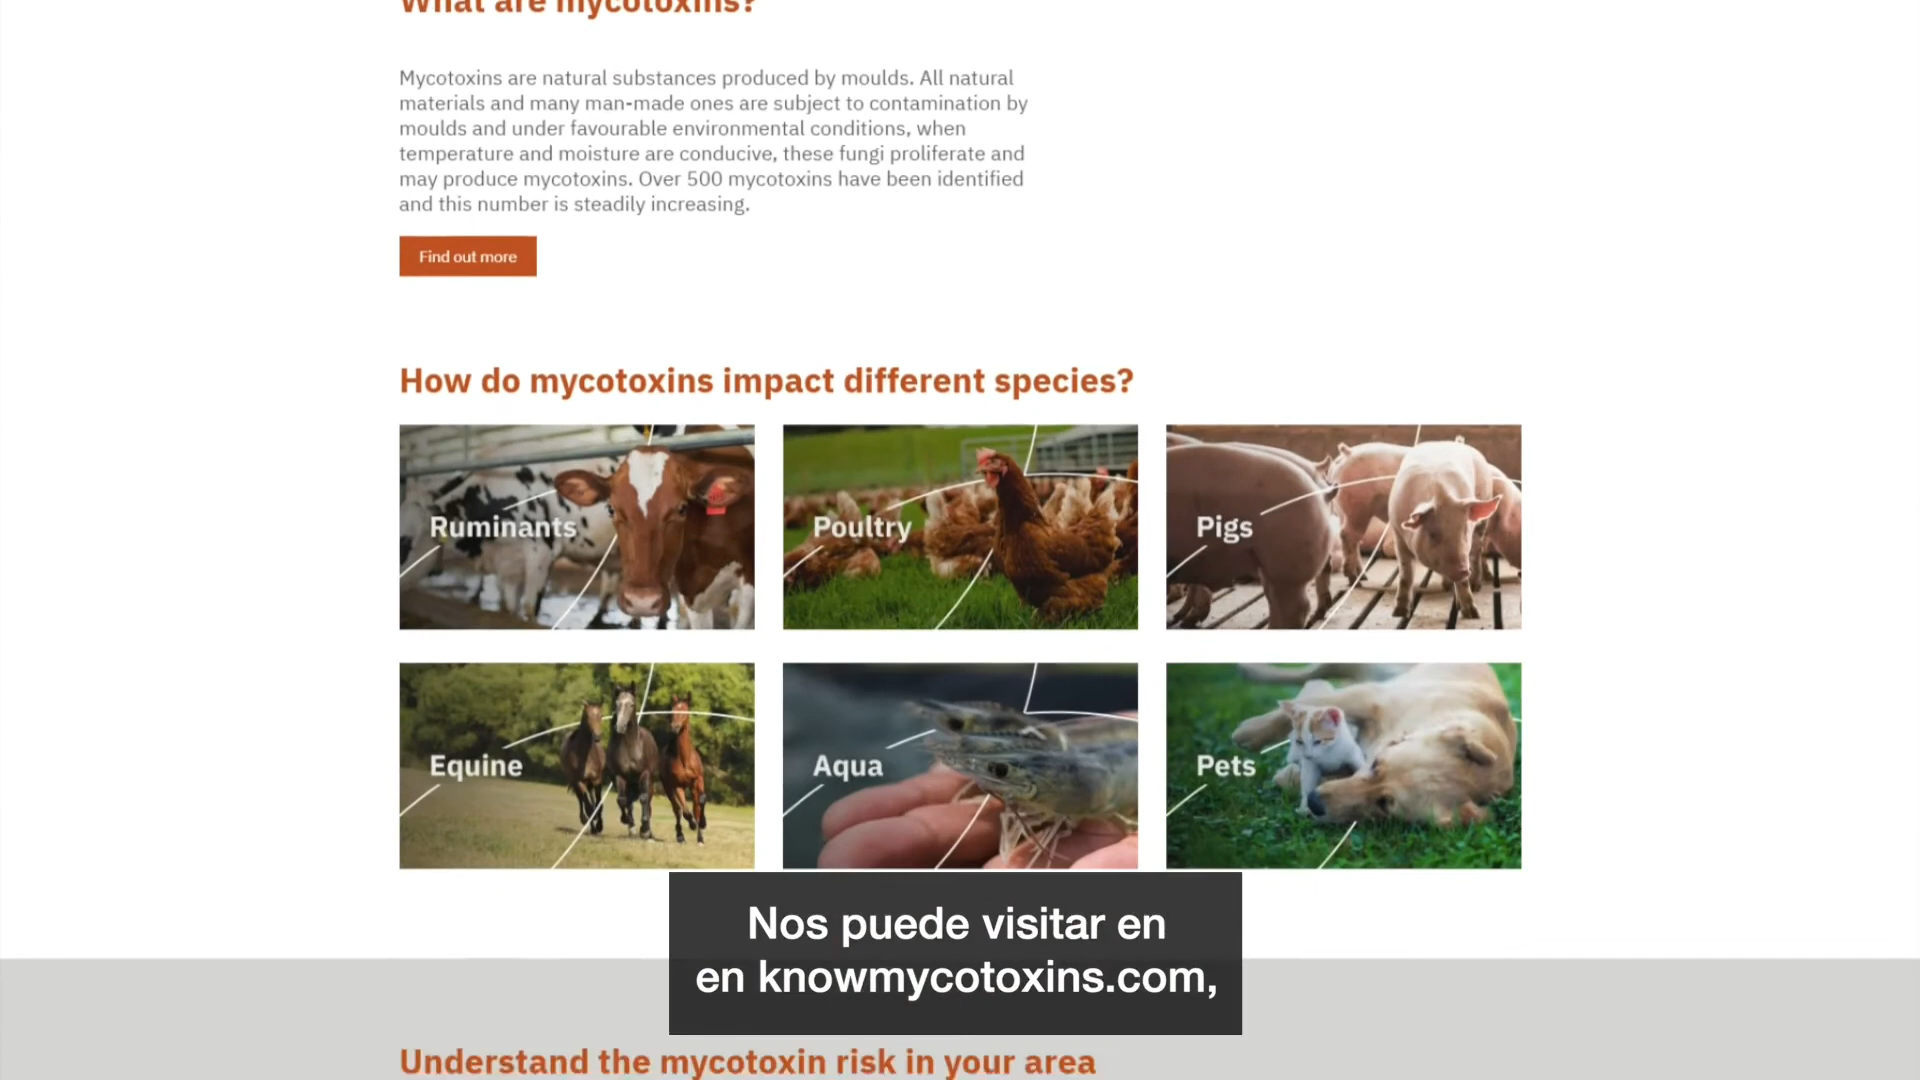 What are mycotoxins?
Mycotoxins are natural substances produced by moulds. All natural
materials and many man-made ones are subject to contamination by
moulds and under favourable environmental conditions, when
temperature and moisture are conducive, these fungi proliferate and
may produce mycotoxins. Over 500 mycotoxins have been identified
and this number is steadily increasing.
Find out more
How do mycotoxins impact different species?
Ruminants
Poultry
Pigs
Equine
Aqua
Pets
Nos puede visitar en
en knowmycotoxins.com,
Understand the mycotoxin risk in your area